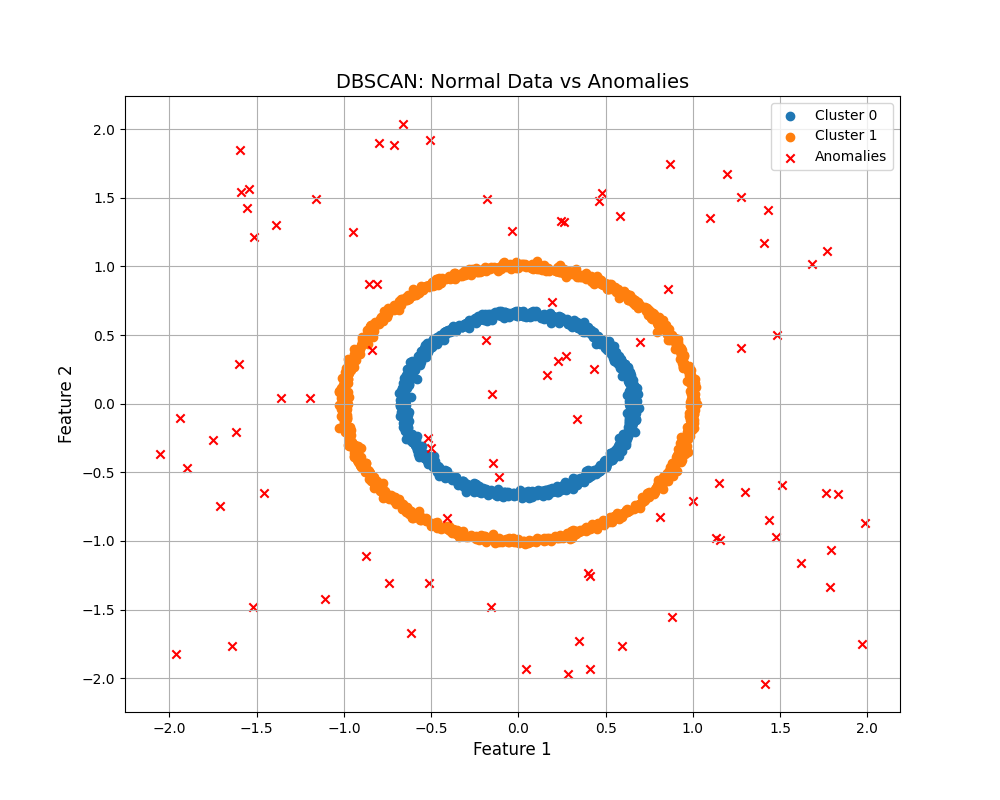 DBSCAN: Normal Data vs Anomalies
Cluster 0
Cluster 1
Anomalies
Feature 2
2.0
1.5
1.0
0.5
0.0
−0.5
−1.0
−1.5
−2.0
−2.0 −1.5 −1.0 −0.5 0.0 0.5 1.0 1.5 2.0
Feature 1